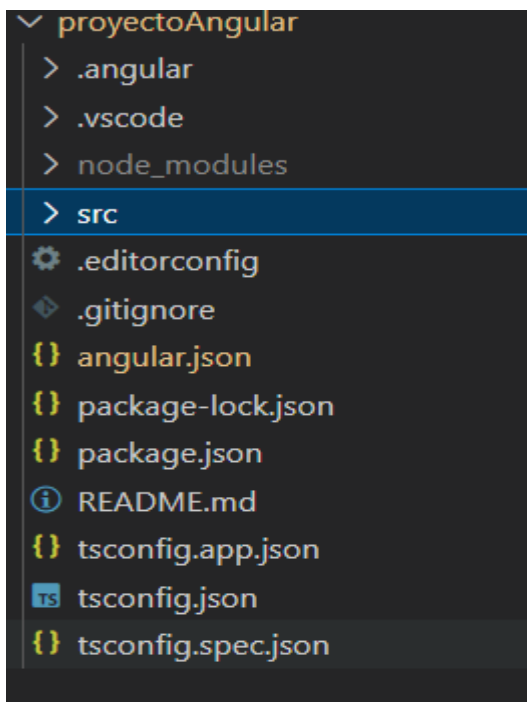 proyectoAngular
.angular
.vscode
node_modules
src
.editorconfig
.gitignore
{} angular.json
{} package-lock.json
{} package.json
README.md
{} tsconfig.app.json
TS tsconfig.json
{} tsconfig.spec.json